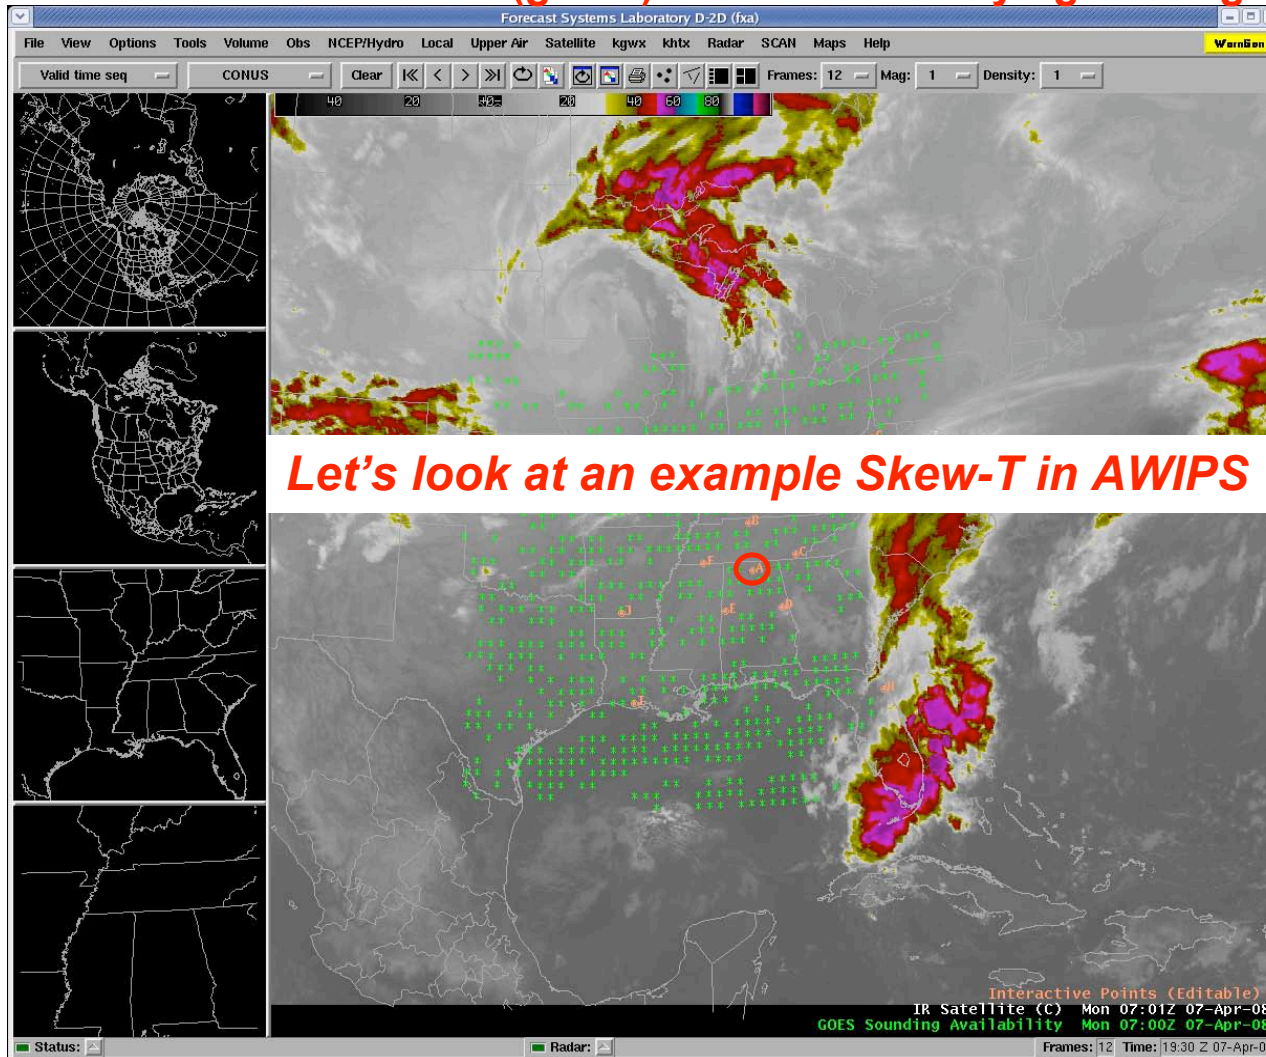 Forecast Systems Laboratory D-2D (fxa)
File View Options Tools Volume Obs NCEP/Hydro Local Upper Air Satellite kgwx khtx Radar SCAN Maps Help
Valid time seq CONUS Clear Frames: 12 Mag: 1 Density: 1
40 20 20 40 60 80
Let’s look at an example Skew-T in AWIPS
B
C
F
A
J
E
D
H
I
Interactive Points (Editable)
IR Satellite (C) Mon 07:01Z 07-Apr-08
GOES Sounding Availability Mon 07:00Z 07-Apr-08
Status: Radar: Frames: 12 Time: 19:30 Z 07-Apr-0